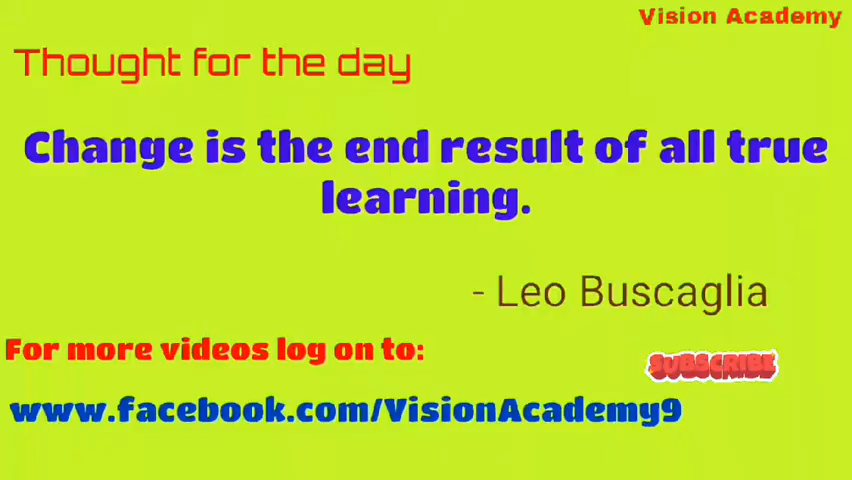 Vision Academy
Thought for the day
Change is the end result of all true
learning.
- Leo Buscaglia
For more videos log on to:
SUBSCRIBE
www.facebook.com/VisionAcademy9